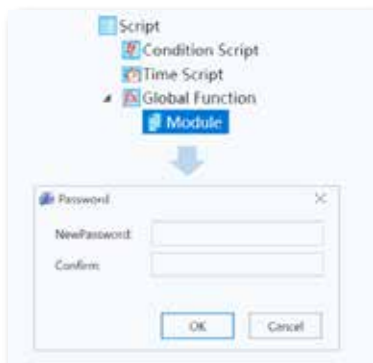 Script
Condition Script
Time Script
Global Function
Module
Password
NewPassword:
Confirm:
OK
Cancel